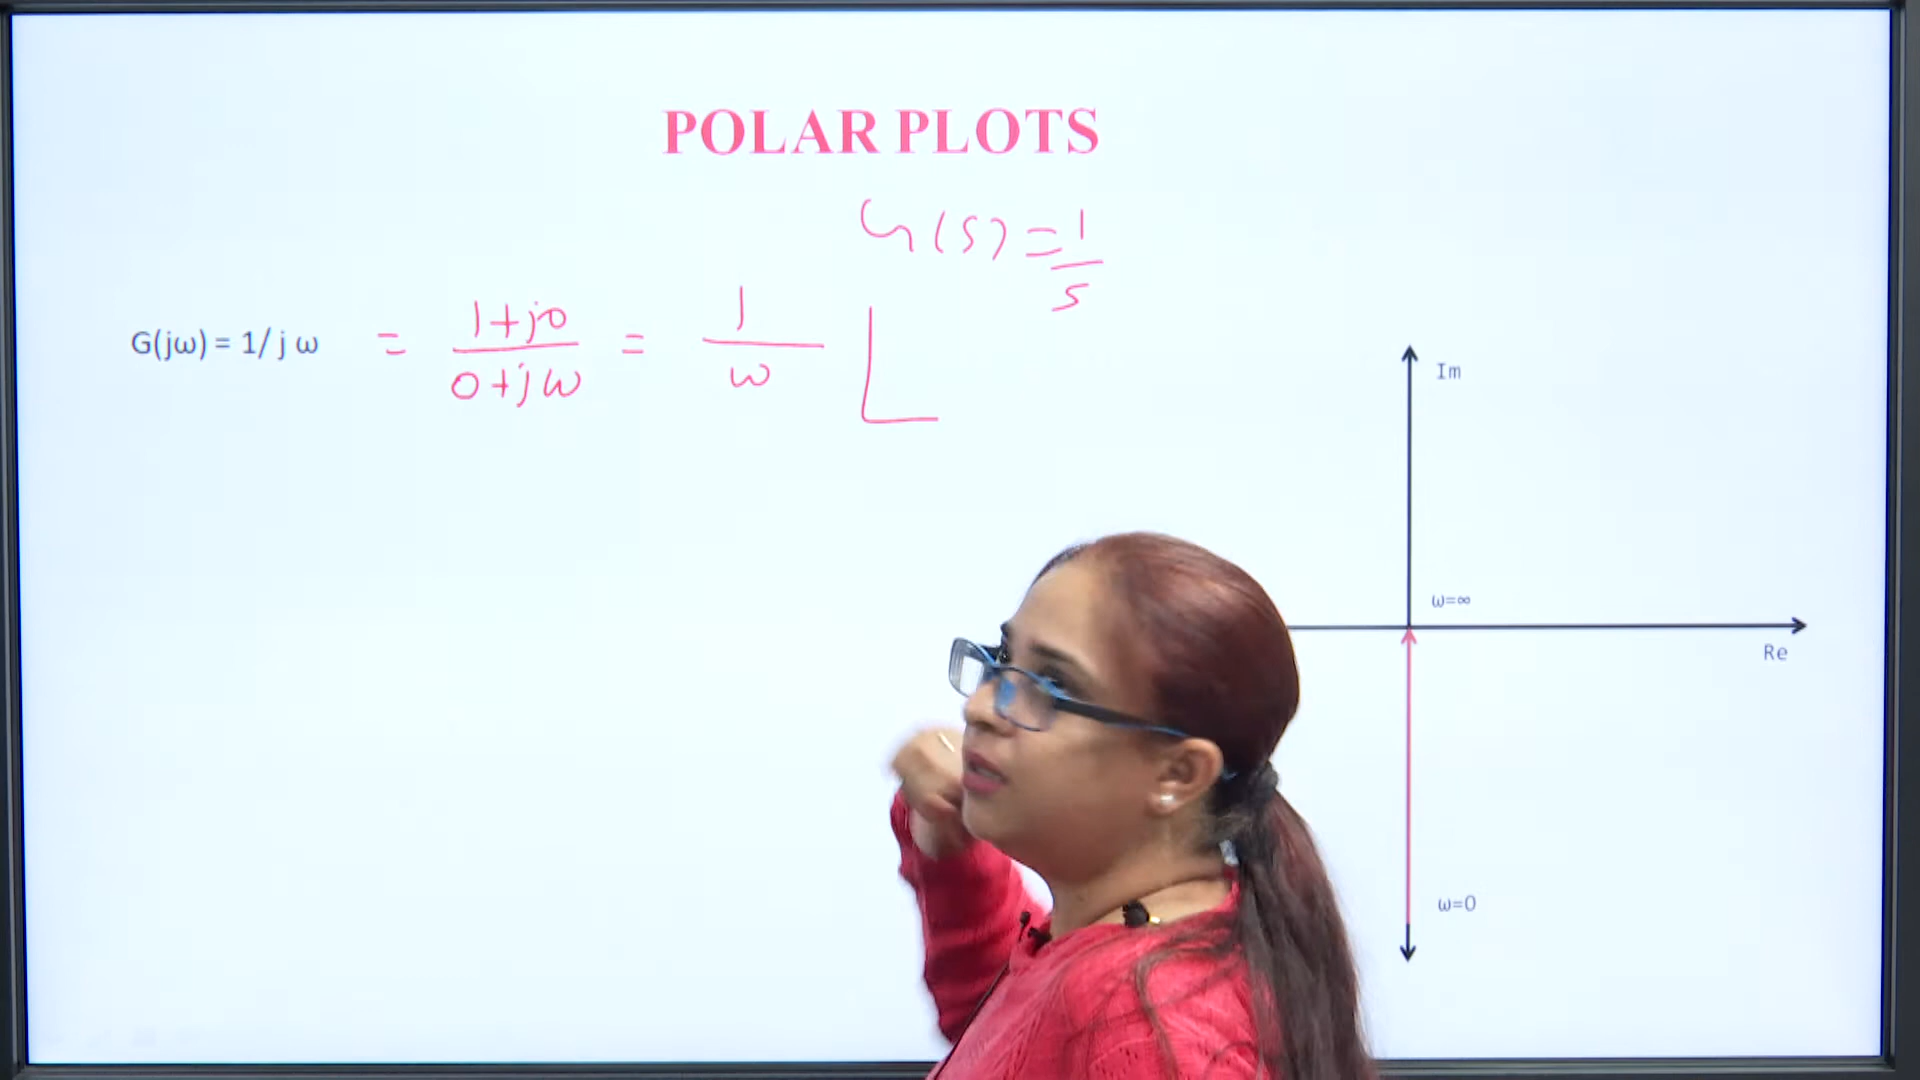 POLAR PLOTS
G(s) = 1/s
G(jω) = 1/ j ω = (1+j0)/(0+jω) = 1/ω ∠
Im
ω=∞
Re
ω=0